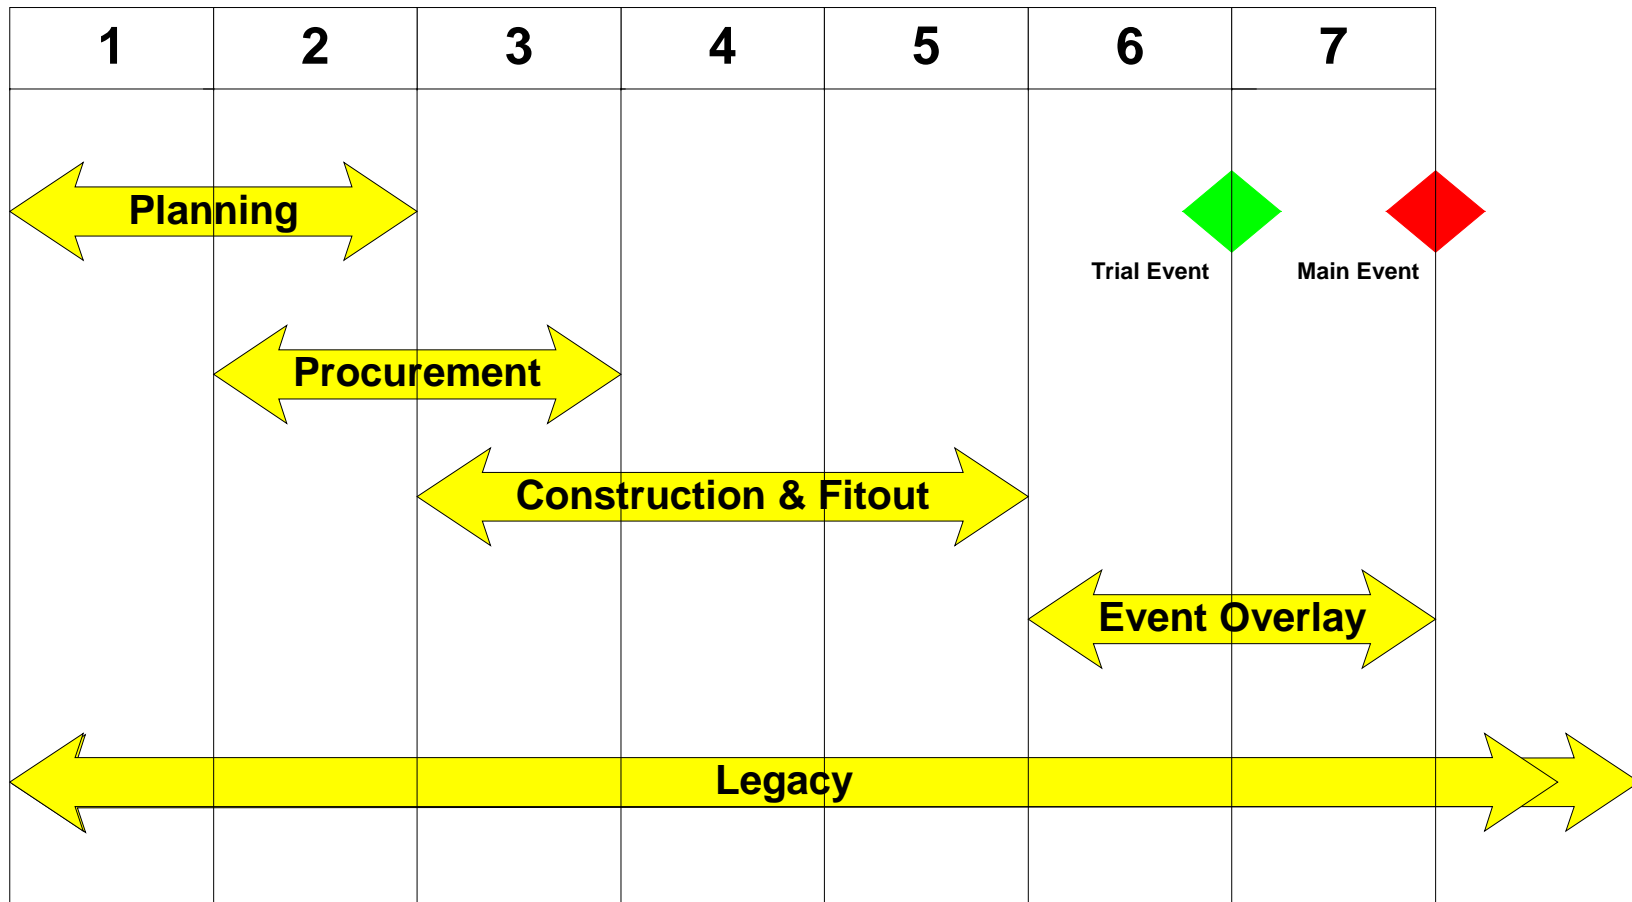 1 2 3 4 5 6 7
Planning
Trial Event Main Event
Procurement
Construction & Fitout
Event Overlay
Legacy